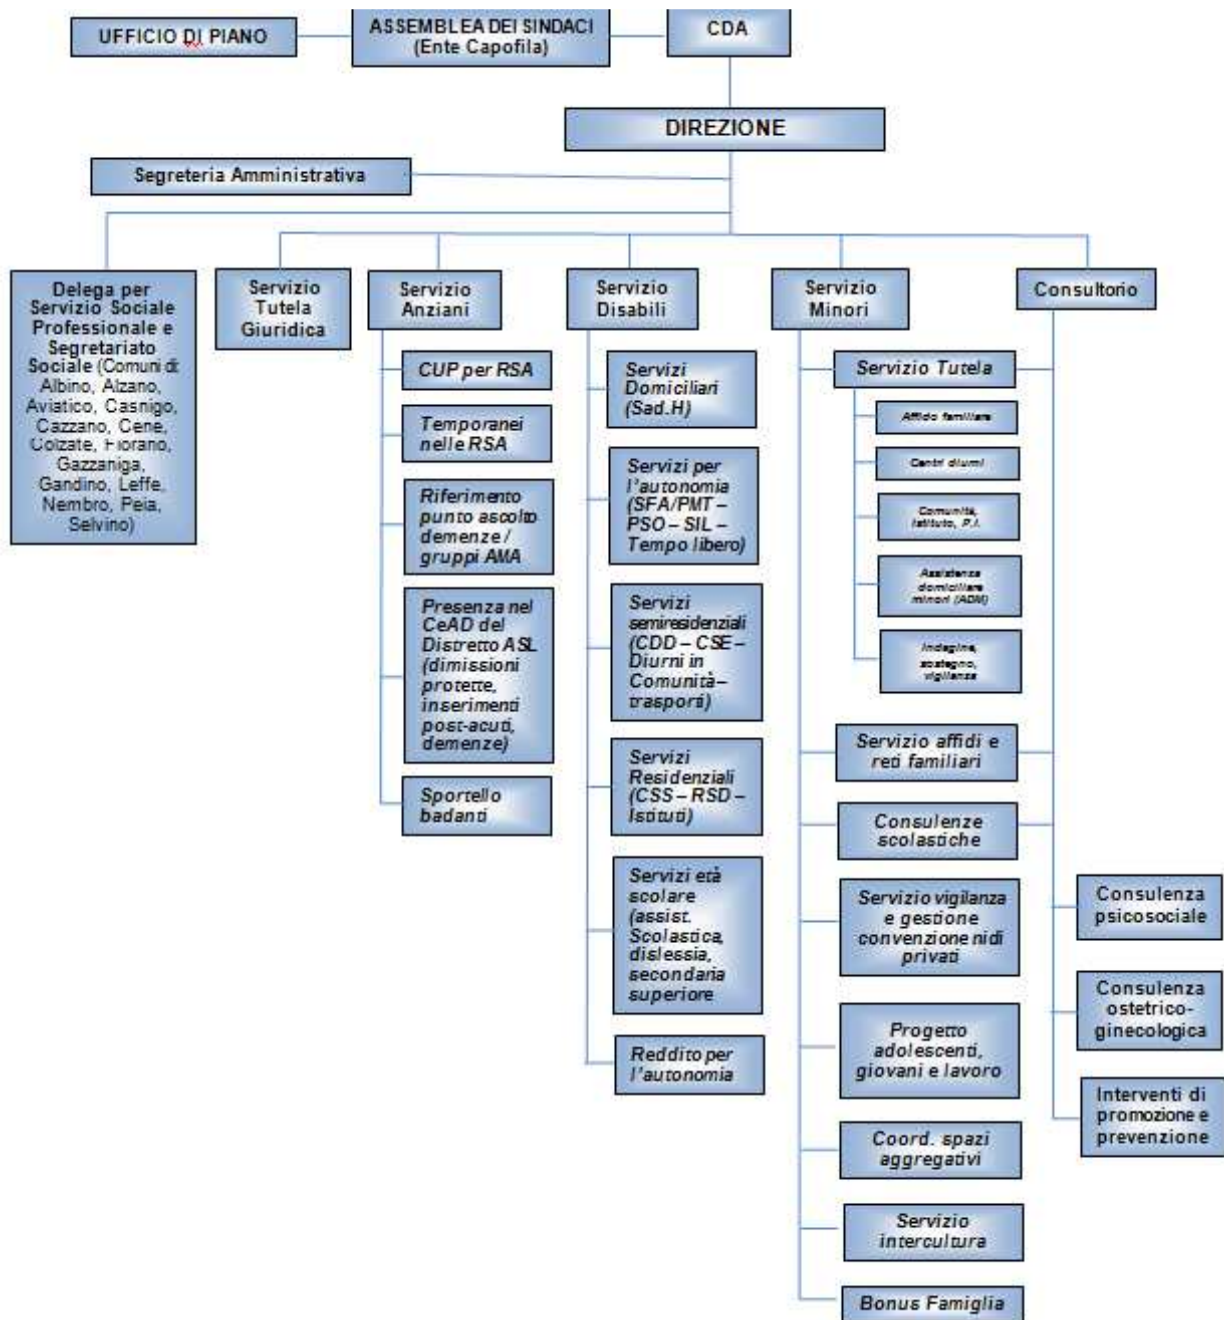 UFFICIO DI PIANO
ASSEMBLEA DEI SINDACI
(Ente Capofila)
CDA
DIREZIONE
Segreteria Amministrativa
Delega per
Servizio Sociale
Professionale e
Segretariato
Sociale (Comuni di:
Albino, Alzano,
Aviatico, Casnigo,
Cazzano, Cene,
Colzate, Fiorano,
Gazzaniga,
Gandino, Leffe,
Nembro, Peia,
Selvino)
Servizio
Tutela
Giuridica
Servizio
Anziani
CUP per RSA
Temporanei
nelle RSA
Riferimento
punto ascolto
demenze /
gruppi AMA
Presenza nel
CeAD del
Distretto ASL
(dimissioni
protette,
inserimenti
post-acuti,
demenze)
Sportello
badanti
Servizio
Disabili
Servizi
Domiciliari
(Sad.H)
Servizi per
l'autonomia
(SFA/PMT –
PSO – SIL –
Tempo libero)
Servizi
semiresidenziali
(CDD – CSE –
Diurni in
Comunità –
trasporti)
Servizi
Residenziali
(CSS – RSD –
Istituti)
Servizi età
scolare
(assist.
Scolastica,
dislessia,
secondaria
superiore
Reddito per
l'autonomia
Servizio
Minori
Servizio Tutela
Affido familiare
Centri diurni
Comunità,
Istituto, P.I.
Assistenza
domiciliare
minori (ADM)
Indagine,
sostegno,
vigilanza
Servizio affidi e
reti familiari
Consulenze
scolastiche
Servizio vigilanza
e gestione
convenzione nidi
privati
Progetto
adolescenti,
giovani e lavoro
Coord. spazi
aggregativi
Servizio
intercultura
Bonus Famiglia
Consultorio
Consulenza
psicosociale
Consulenza
ostetrico-
ginecologica
Interventi di
promozione e
prevenzione